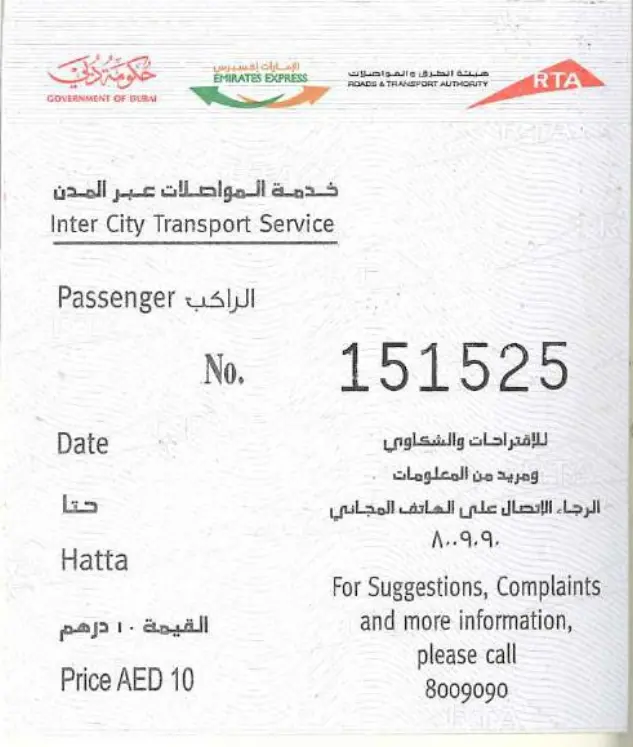 حكومة دبي
GOVERNMENT OF DUBAI
الإمارات إكسبرس
EMIRATES EXPRESS
هيئة الطرق والمواصلات
ROADS & TRANSPORT AUTHORITY
RTA
خدمة المواصلات عبر المدن
Inter City Transport Service
Passenger الراكب
No. 151525
Date
حتا
Hatta
القيمة ١٠ درهم
Price AED 10
للإقتراحات والشكاوي
ومزيد من المعلومات
الرجاء الإتصال على الهاتف المجاني
٨٠٠٩٠٩٠
For Suggestions, Complaints
and more information,
please call
8009090